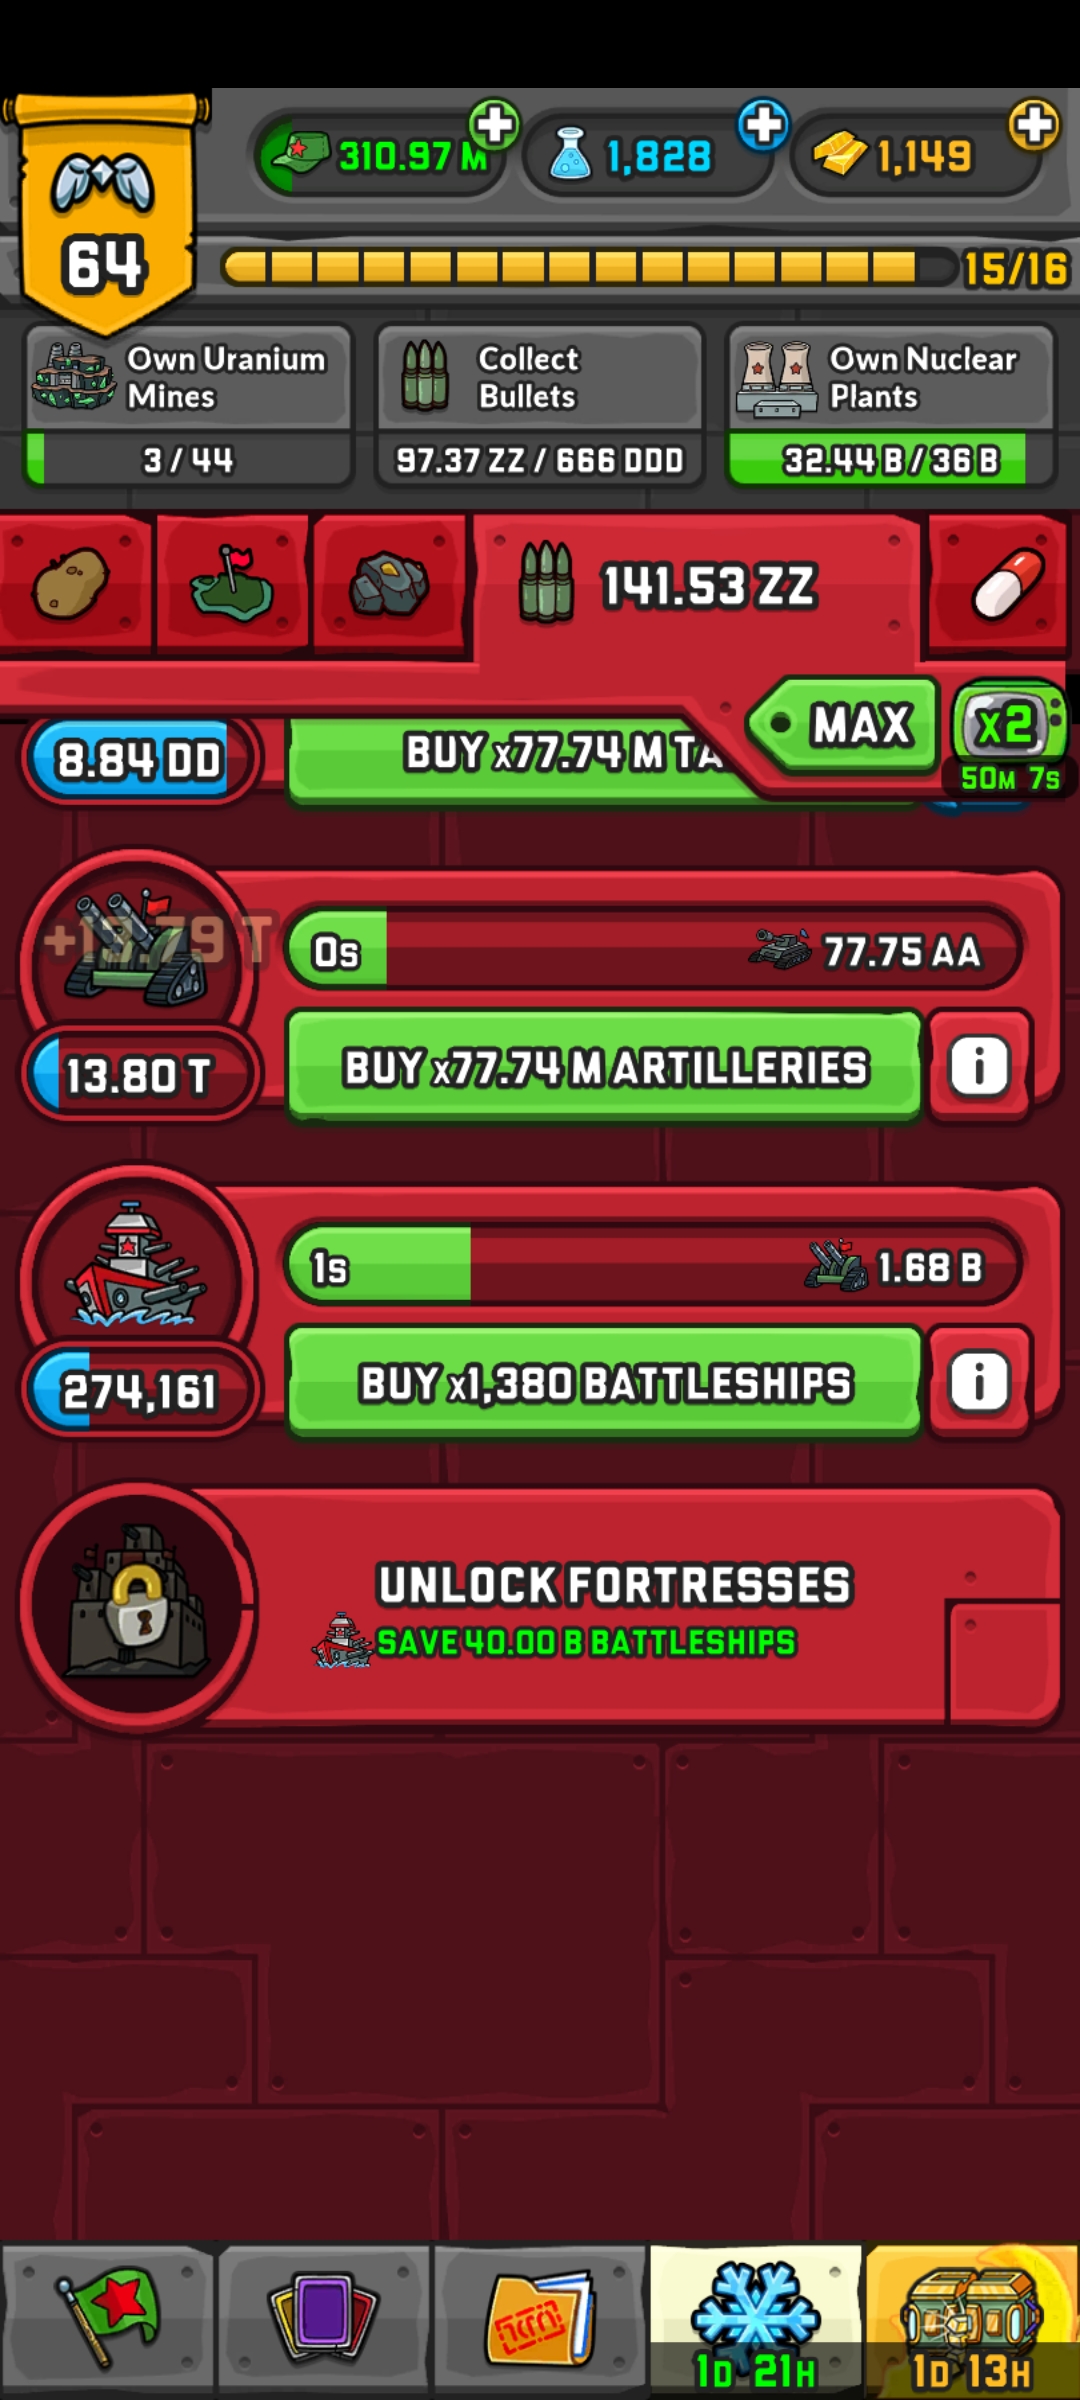 310.97 M
1,828
1,149
64
15/16
Own Uranium
Mines
3 / 44
Collect
Bullets
97.37 ZZ / 666 DDD
Own Nuclear
Plants
32.44 B / 36 B
141.53 ZZ
MAX
x2
50M 7S
8.84 DD
BUY x77.74 M TA
+13.79 T
0s
77.75 AA
13.80 T
BUY x77.74 M ARTILLERIES
i
1s
1.68 B
274,161
BUY x1,380 BATTLESHIPS
i
UNLOCK FORTRESSES
SAVE 40.00 B BATTLESHIPS
1D 21H
1D 13H